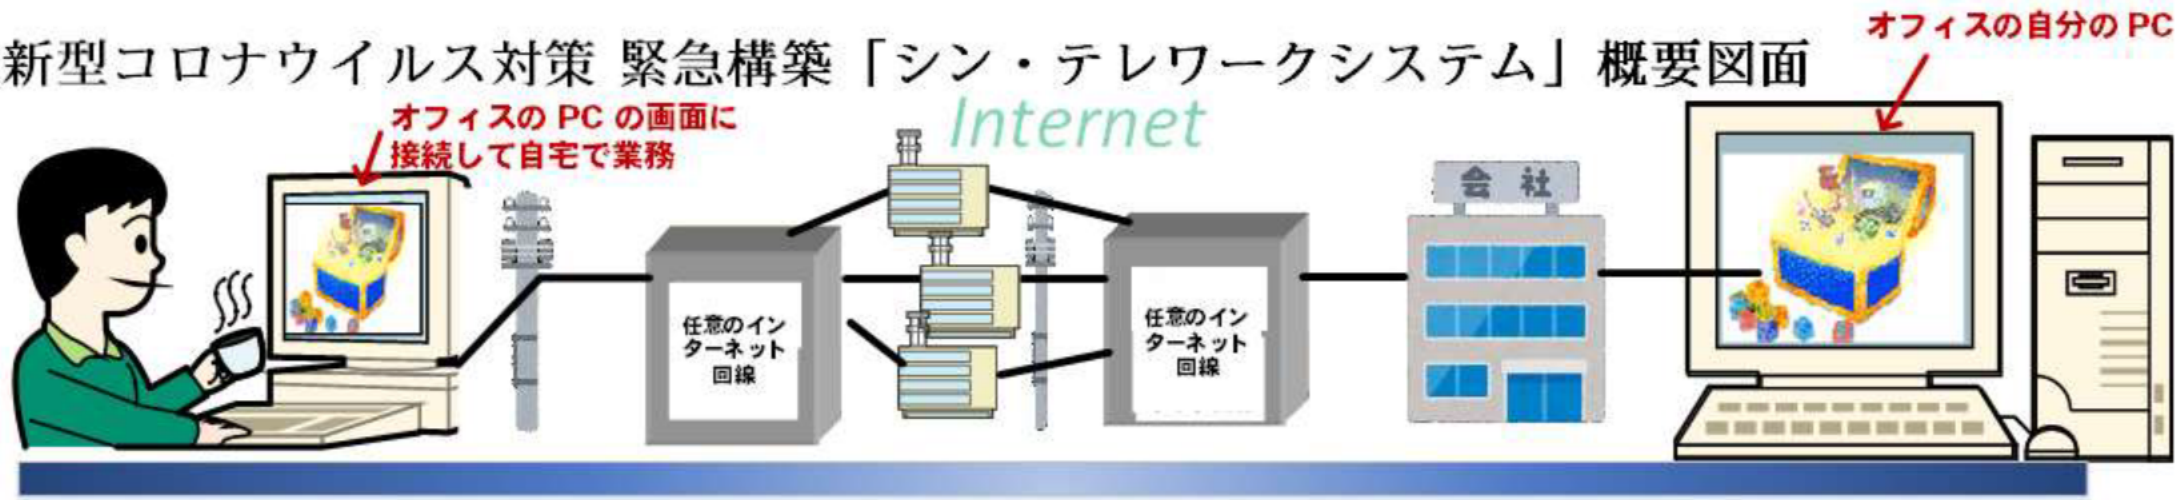 オフィスの自分の PC
新型コロナウイルス対策 緊急構築「シン・テレワークシステム」概要図面
オフィスの PC の画面に
接続して自宅で業務
Internet
任意のイン
ターネット
回線
任意のイン
ターネット
回線
会社